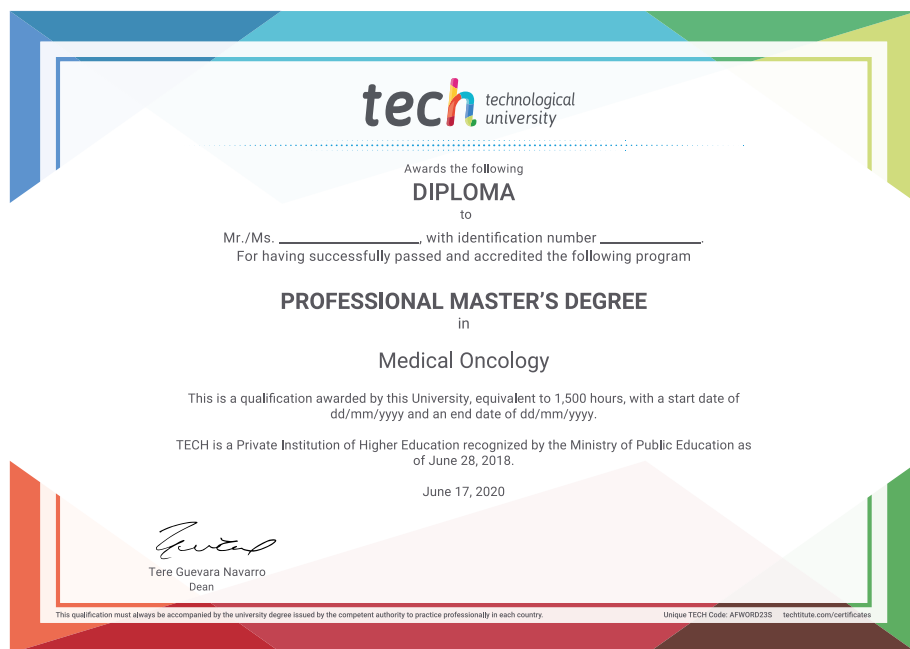 tech technological
university
Awards the following
DIPLOMA
to
Mr./Ms. ____________________, with identification number ______________.
For having successfully passed and accredited the following program
PROFESSIONAL MASTER'S DEGREE
in
Medical Oncology
This is a qualification awarded by this University, equivalent to 1,500 hours, with a start date of
dd/mm/yyyy and an end date of dd/mm/yyyy.
TECH is a Private Institution of Higher Education recognized by the Ministry of Public Education as
of June 28, 2018.
June 17, 2020
Tere Guevara Navarro
Dean
This qualification must always be accompanied by the university degree issued by the competent authority to practice professionally in each country.
Unique TECH Code: AFWORD23S techtitute.com/certificates